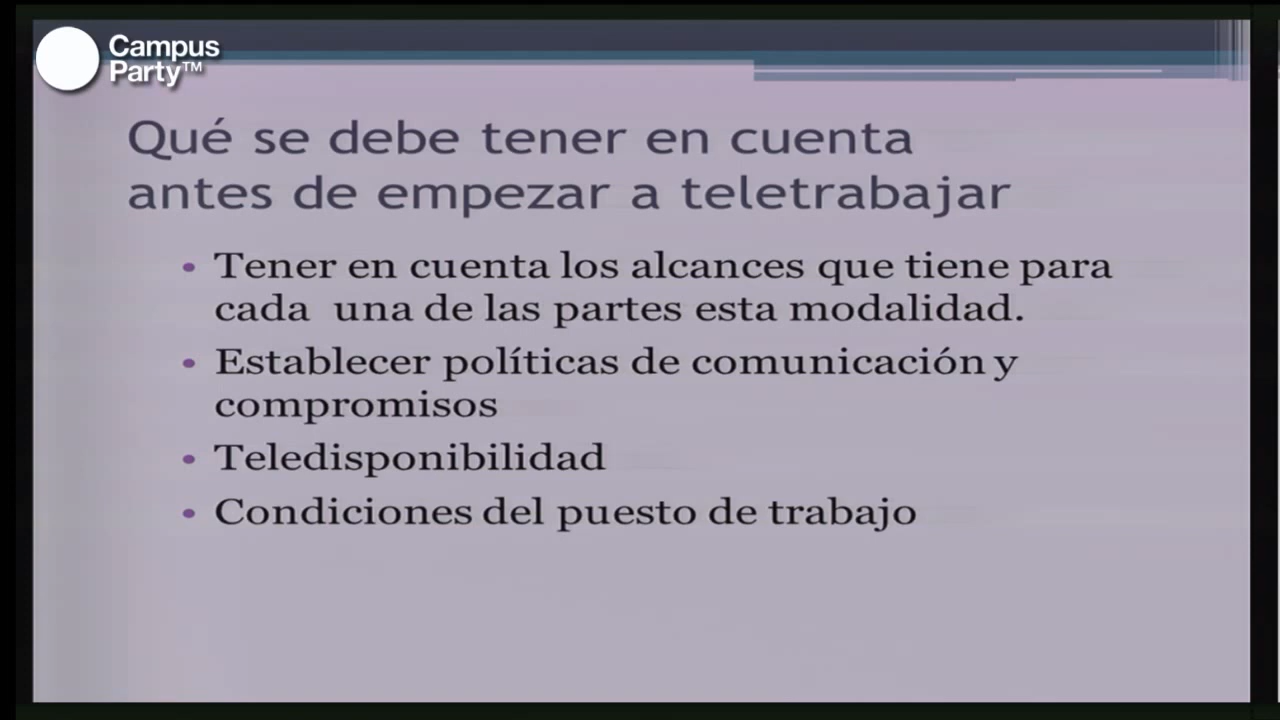 Campus
Party™
Qué se debe tener en cuenta
antes de empezar a teletrabajar
• Tener en cuenta los alcances que tiene para
cada una de las partes esta modalidad.
• Establecer políticas de comunicación y
compromisos
• Teledisponibilidad
• Condiciones del puesto de trabajo